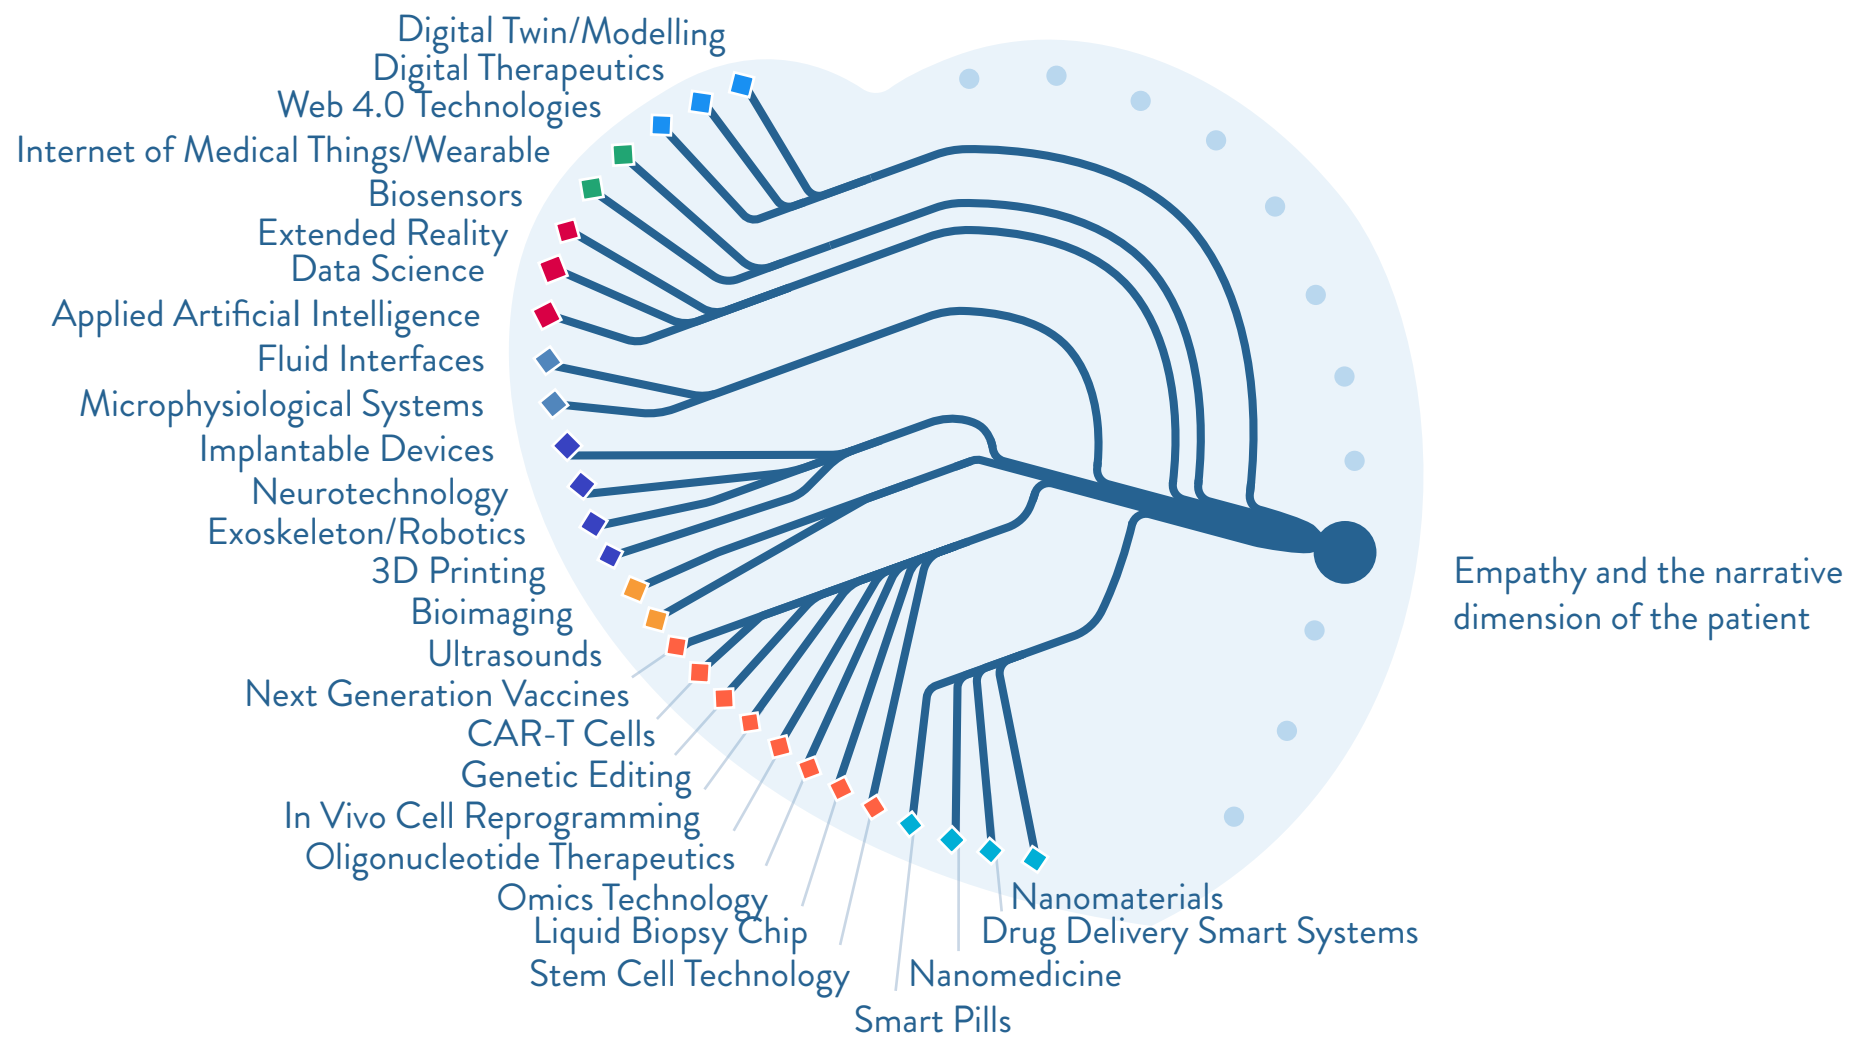 Digital Twin/Modelling
Digital Therapeutics
Web 4.0 Technologies
Internet of Medical Things/Wearable
Biosensors
Extended Reality
Data Science
Applied Artificial Intelligence
Fluid Interfaces
Microphysiological Systems
Implantable Devices
Neurotechnology
Exoskeleton/Robotics
3D Printing
Bioimaging
Ultrasounds
Next Generation Vaccines
CAR-T Cells
Genetic Editing
In Vivo Cell Reprogramming
Oligonucleotide Therapeutics
Omics Technology
Liquid Biopsy Chip
Stem Cell Technology
Smart Pills
Nanomedicine
Drug Delivery Smart Systems
Nanomaterials
Empathy and the narrative
dimension of the patient